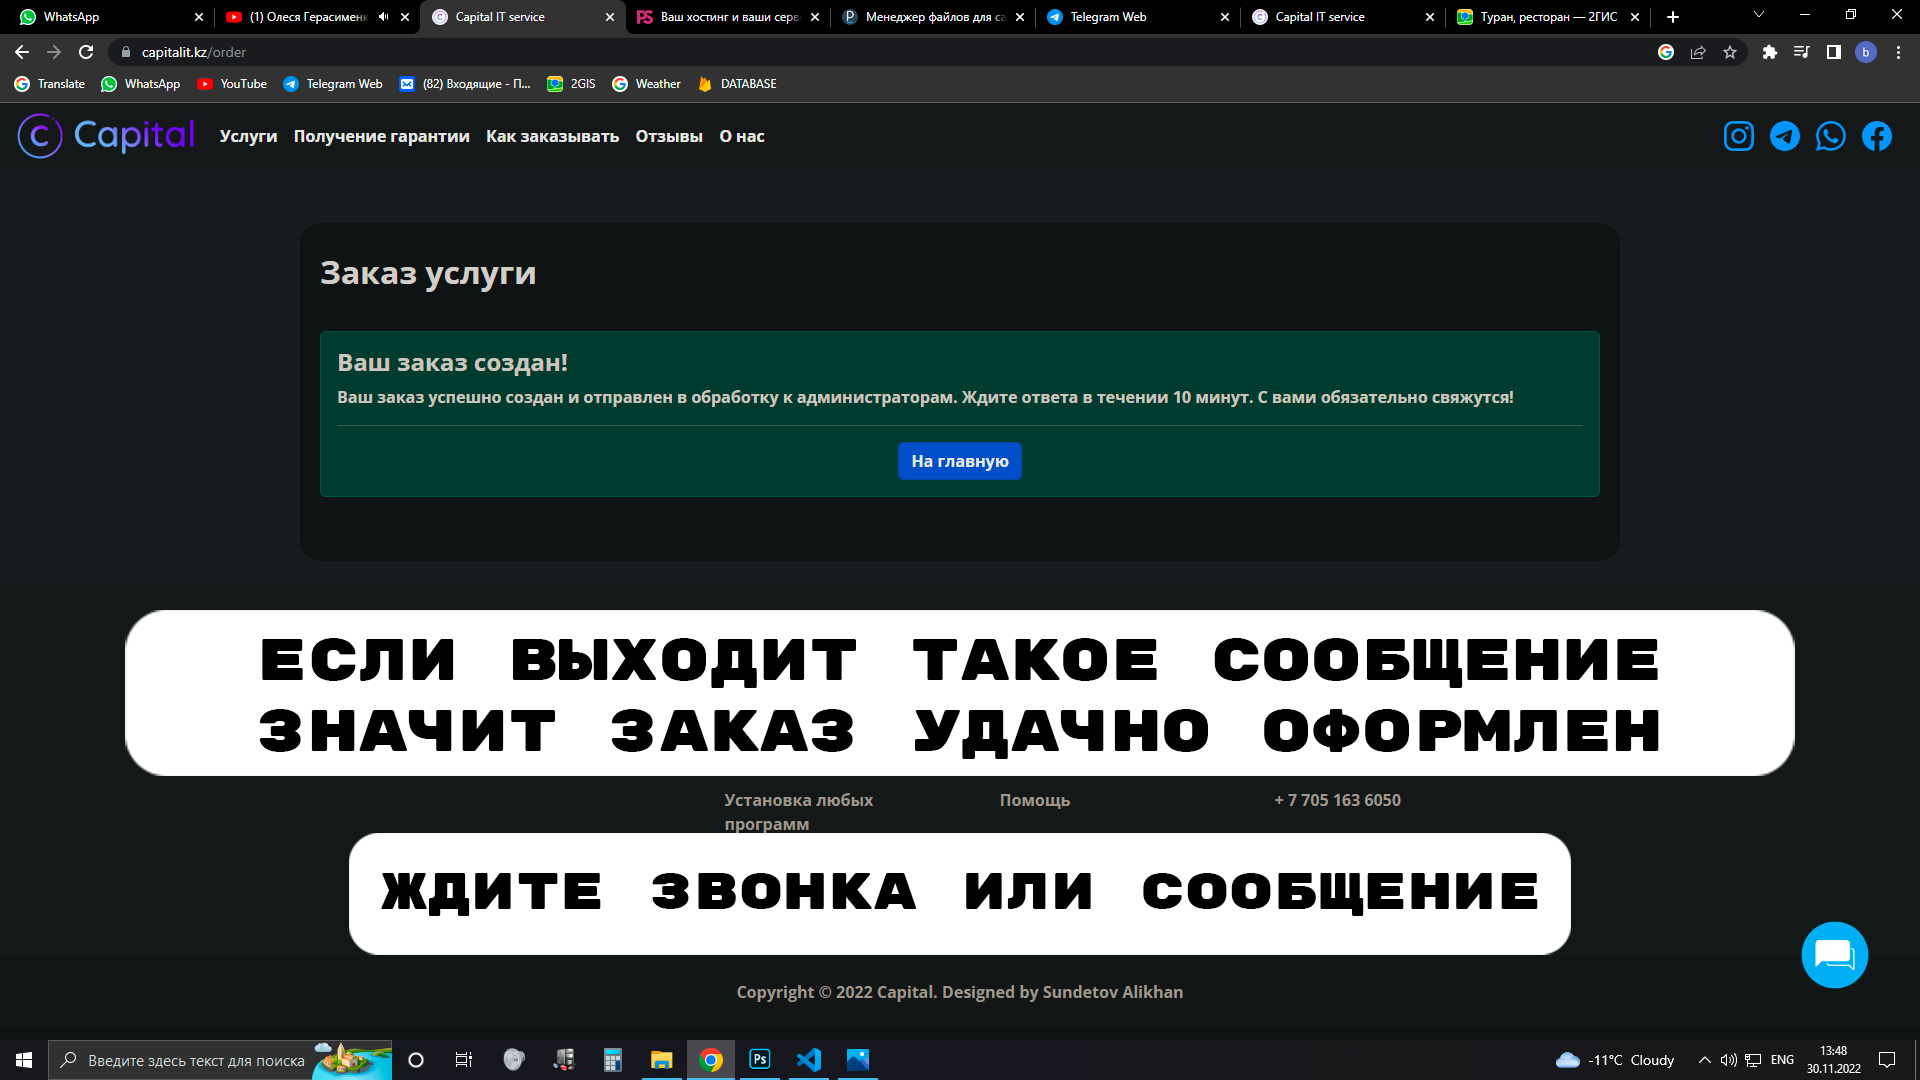 WhatsApp
(1) Олеся Герасименк
Capital IT service
Ваш хостинг и ваши серв
Менеджер файлов для са
Telegram Web
Capital IT service
Туран, ресторан — 2ГИС
capitalit.kz/order
b
Translate
WhatsApp
YouTube
Telegram Web
(82) Входящие - П...
2GIS
Weather
DATABASE
C Capital
Услуги
Получение гарантии
Как заказывать
Отзывы
О нас
Заказ услуги
Ваш заказ создан!
Ваш заказ успешно создан и отправлен в обработку к администраторам. Ждите ответа в течении 10 минут. С вами обязательно свяжутся!
На главную
ЕСЛИ ВЫХОДИТ ТАКОЕ СООБЩЕНИЕ
ЗНАЧИТ ЗАКАЗ УДАЧНО ОФОРМЛЕН
Установка любых
программ
Помощь
+ 7 705 163 6050
ЖДИТЕ ЗВОНКА ИЛИ СООБЩЕНИЕ
Copyright © 2022 Capital. Designed by Sundetov Alikhan
Введите здесь текст для поиска
Ps
-11°C Cloudy
ENG
13:48
30.11.2022